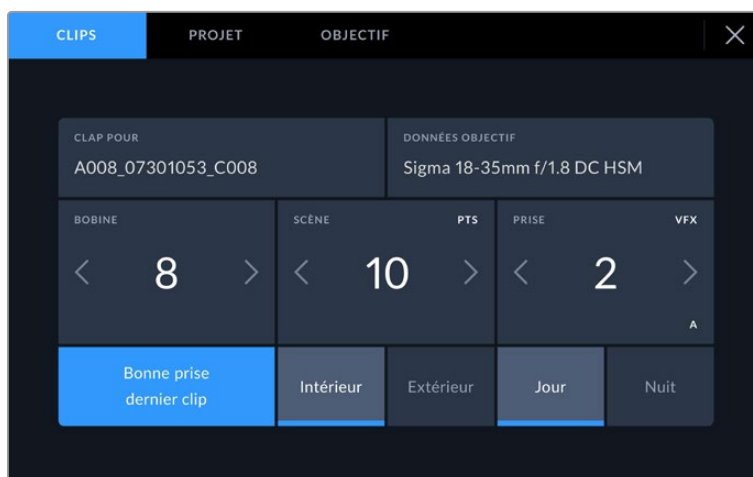 CLIPS PROJET OBJECTIF
CLAP POUR DONNÉES OBJECTIF
A008_07301053_C008 Sigma 18-35mm f/1.8 DC HSM
BOBINE SCÈNE PTS PRISE VFX
8 10 2
A
Bonne prise
dernier clip
Intérieur Extérieur Jour Nuit